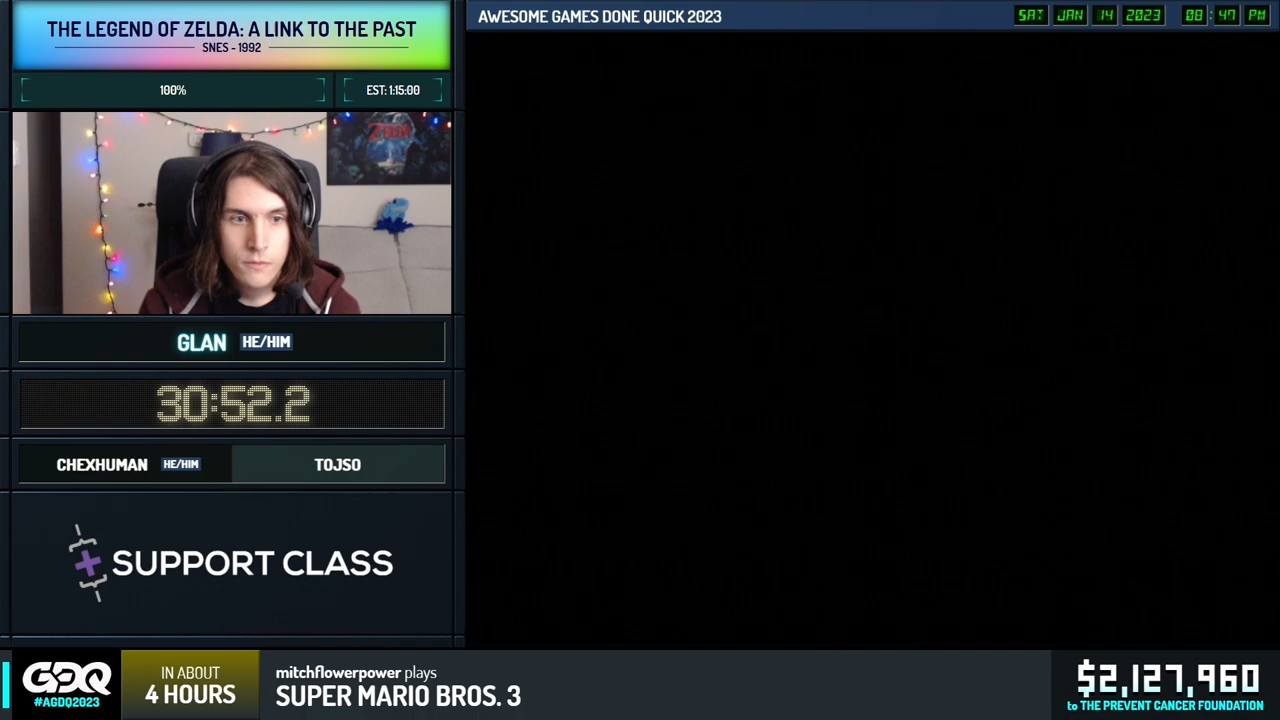 THE LEGEND OF ZELDA: A LINK TO THE PAST
SNES - 1992
100%
EST: 1:15:00
AWESOME GAMES DONE QUICK 2023
SAT JAN 14 2023 08:47 PM
ZELDA
GLAN HE/HIM
30:52.2
CHEXHUMAN HE/HIM
TOJSO
SUPPORT CLASS
GDQ
#AGDQ2023
IN ABOUT
4 HOURS
mitchflowerpower plays
SUPER MARIO BROS. 3
$2,127,960
to THE PREVENT CANCER FOUNDATION